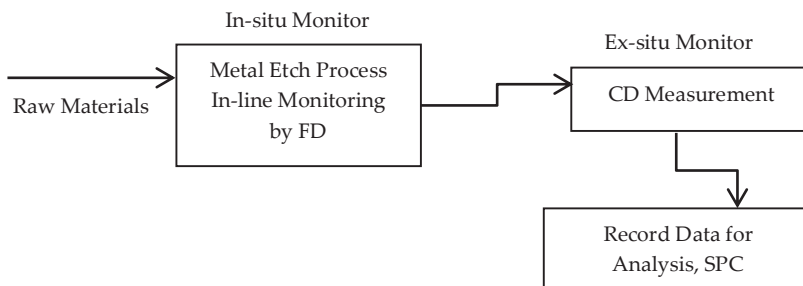 In-situ Monitor
Ex-situ Monitor
Raw Materials
Metal Etch Process
In-line Monitoring
by FD
CD Measurement
Record Data for
Analysis, SPC